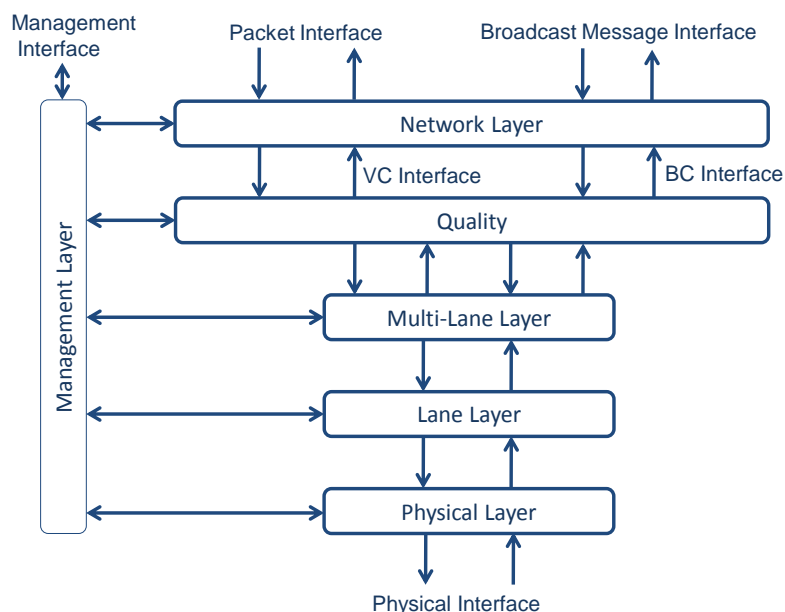 Management
Interface
Packet Interface
Broadcast Message Interface
Network Layer
VC Interface
BC Interface
Quality
Management Layer
Multi-Lane Layer
Lane Layer
Physical Layer
Physical Interface